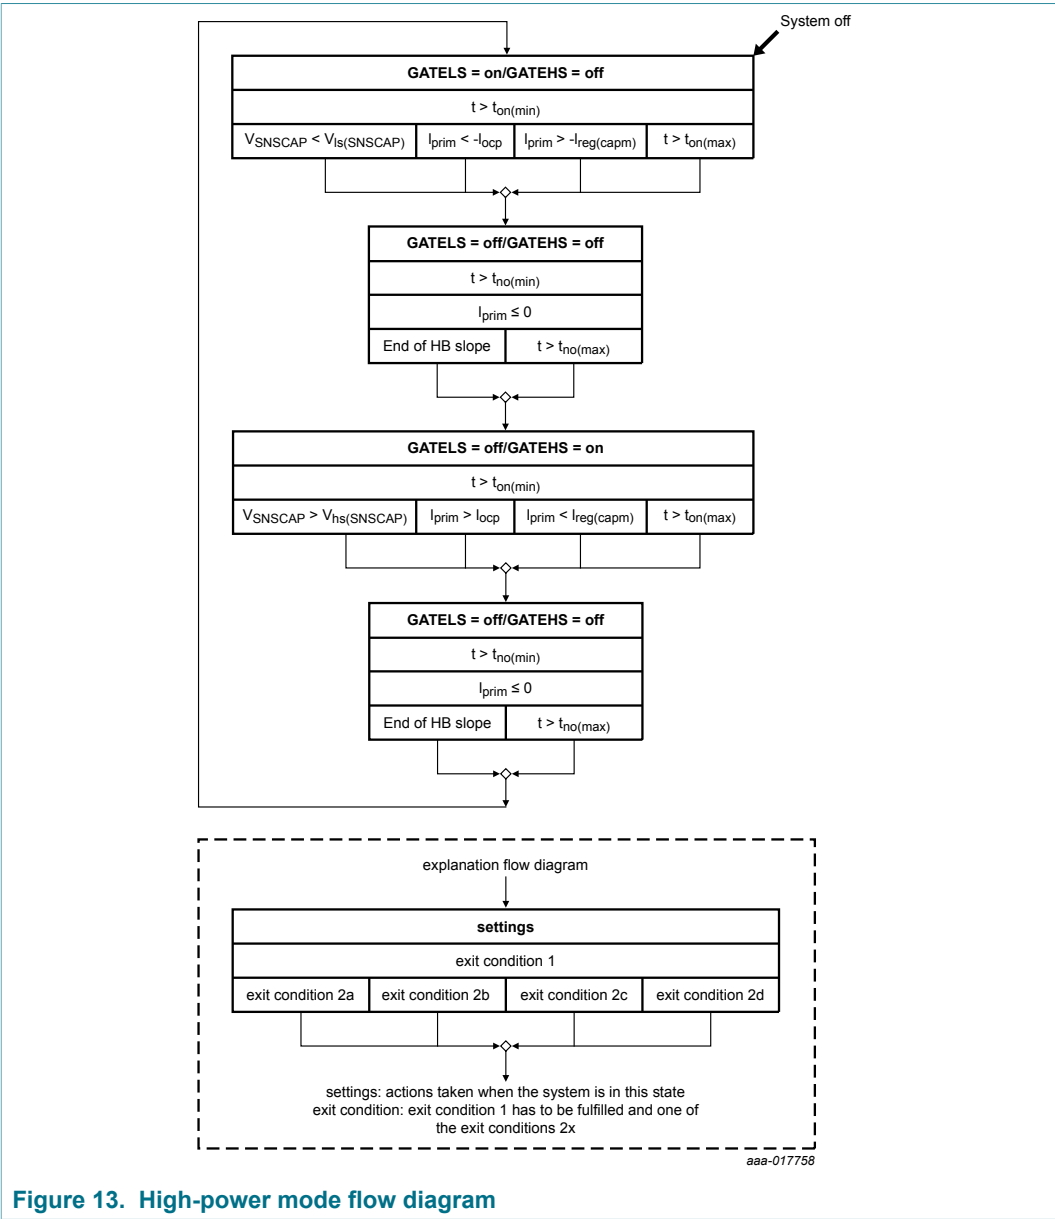 System off
GATELS = on/GATEHS = off
t > ton(min)
VSNSCAP < Vls(SNSCAP) Iprim < -Iocp Iprim > -Ireg(capm) t > ton(max)
GATELS = off/GATEHS = off
t > tno(min)
Iprim ≤ 0
End of HB slope t > tno(max)
GATELS = off/GATEHS = on
t > ton(min)
VSNSCAP > Vhs(SNSCAP) Iprim > Iocp Iprim < Ireg(capm) t > ton(max)
GATELS = off/GATEHS = off
t > tno(min)
Iprim ≤ 0
End of HB slope t > tno(max)
explanation flow diagram
settings
exit condition 1
exit condition 2a exit condition 2b exit condition 2c exit condition 2d
settings: actions taken when the system is in this state
exit condition: exit condition 1 has to be fulfilled and one of
the exit conditions 2x
aaa-017758
Figure 13. High-power mode flow diagram